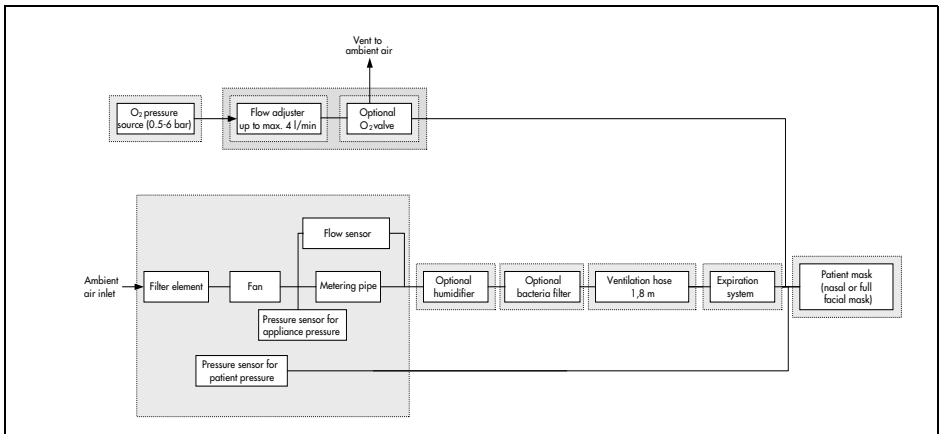 Vent to
ambient air
O2 pressure
source (0.5-6 bar)
Flow adjuster
up to max. 4 l/min
Optional
O2 valve
Flow sensor
Ambient
air inlet
Filter element
Fan
Metering pipe
Optional
humidifier
Optional
bacteria filter
Ventilation hose
1,8 m
Expiration
system
Patient mask
(nasal or full
facial mask)
Pressure sensor for
appliance pressure
Pressure sensor for
patient pressure